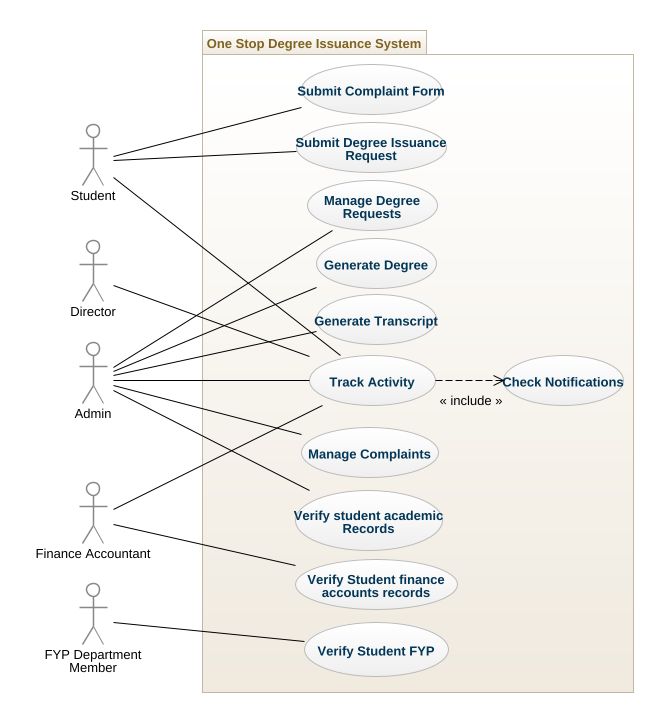 One Stop Degree Issuance System
Submit Complaint Form
Submit Degree Issuance
Request
Student
Manage Degree
Requests
Generate Degree
Director
Generate Transcript
Track Activity
Check Notifications
« include »
Admin
Manage Complaints
Verify student academic
Records
Finance Accountant
Verify Student finance
accounts records
Verify Student FYP
FYP Department
Member